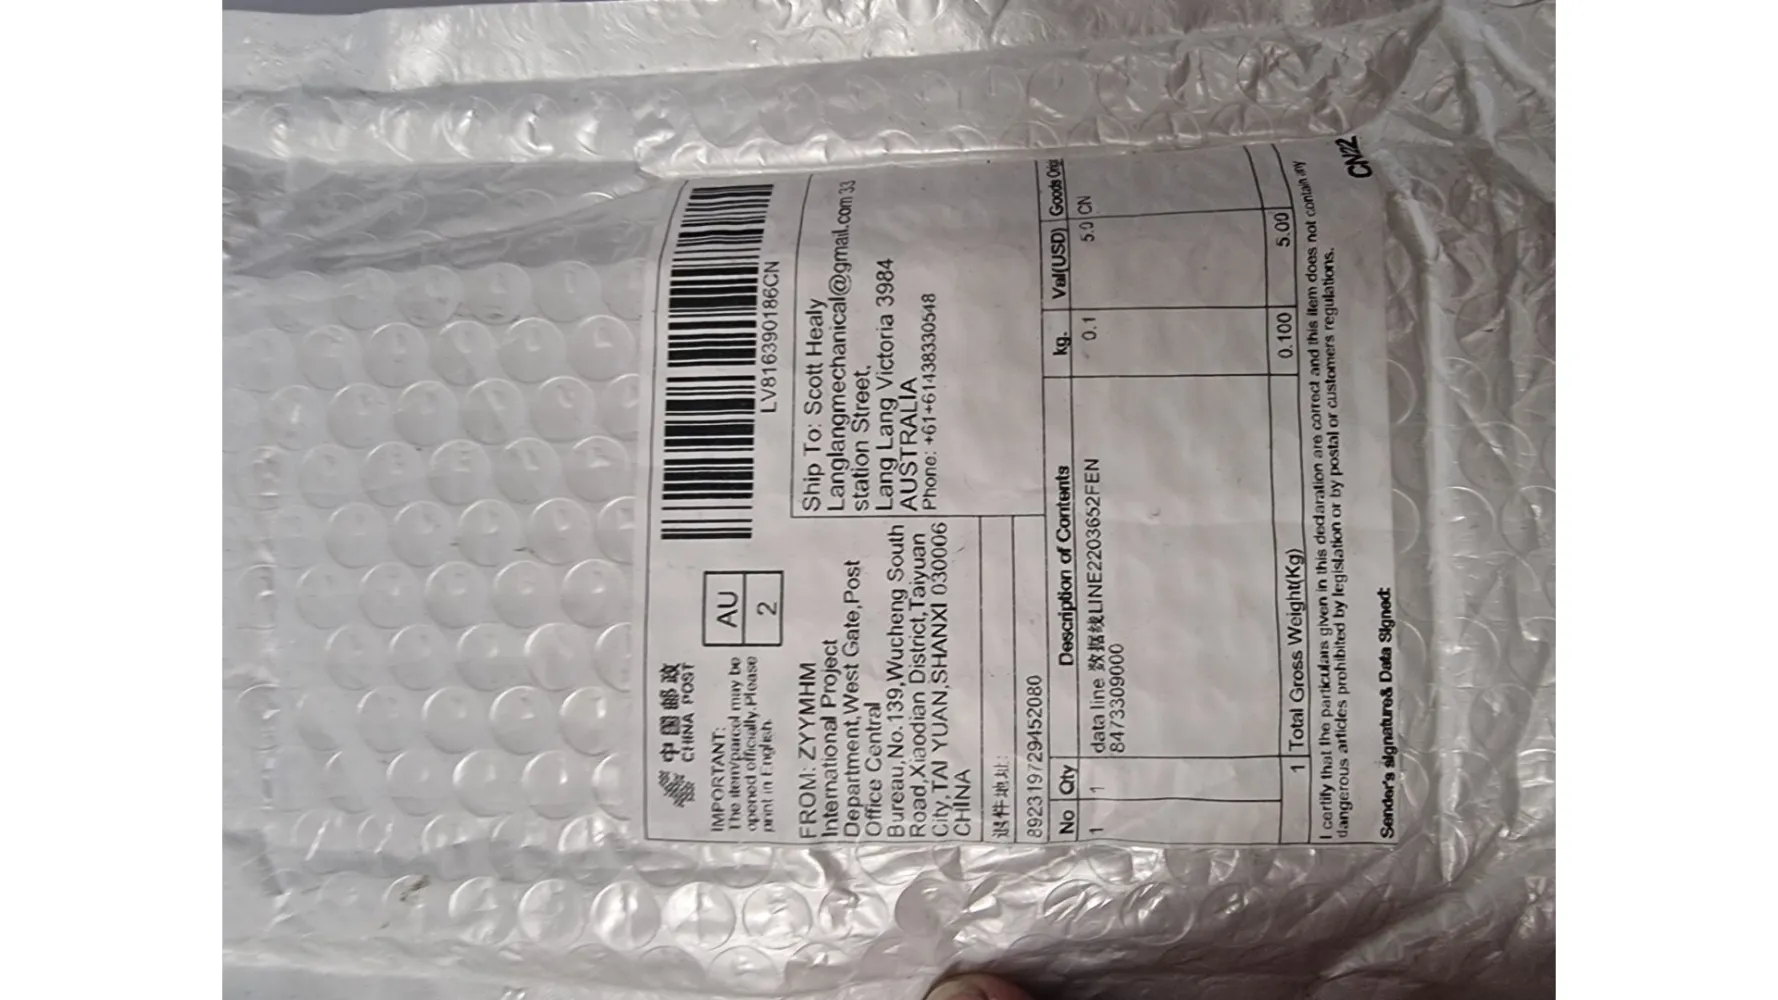 中国邮政
CHINA POST
IMPORTANT:
The item/parcel may be
opened officially.Please
print in English
AU
2
LV816390186CN
FROM: ZYYMHM
International Project
Department,West Gate,Post
Office Central
Bureau,No.139,Wucheng South
Road,Xiaodian District,Taiyuan
City,TAI YUAN,SHANXI 030006
CHINA
Ship To: Scott Healy
Langlangmechanical@gmail.com 33
station Street,
Lang Lang Victoria 3984
AUSTRALIA
Phone: +61+61438330548
退件地址:
892319729452080
No Qty Description of Contents kg. Val(USD) Goods Orig
1 1 data line 数据线LINE2203652FEN 0.1 5.0 CN
8473309000
1 Total Gross Weight(Kg) 0.100 5.00
I certify that the particulars given in this declaration are correct and this item does not contain any
dangerous articles prohibited by legislation or by postal or customers regulations.
Sender's signature& Data Signed:
CN22